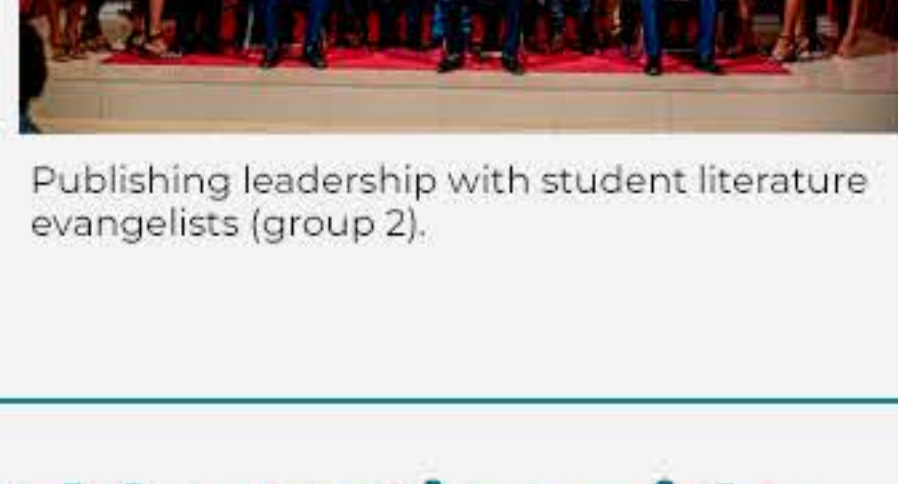 Publishing leadership with student literature
evangelists (group 2).